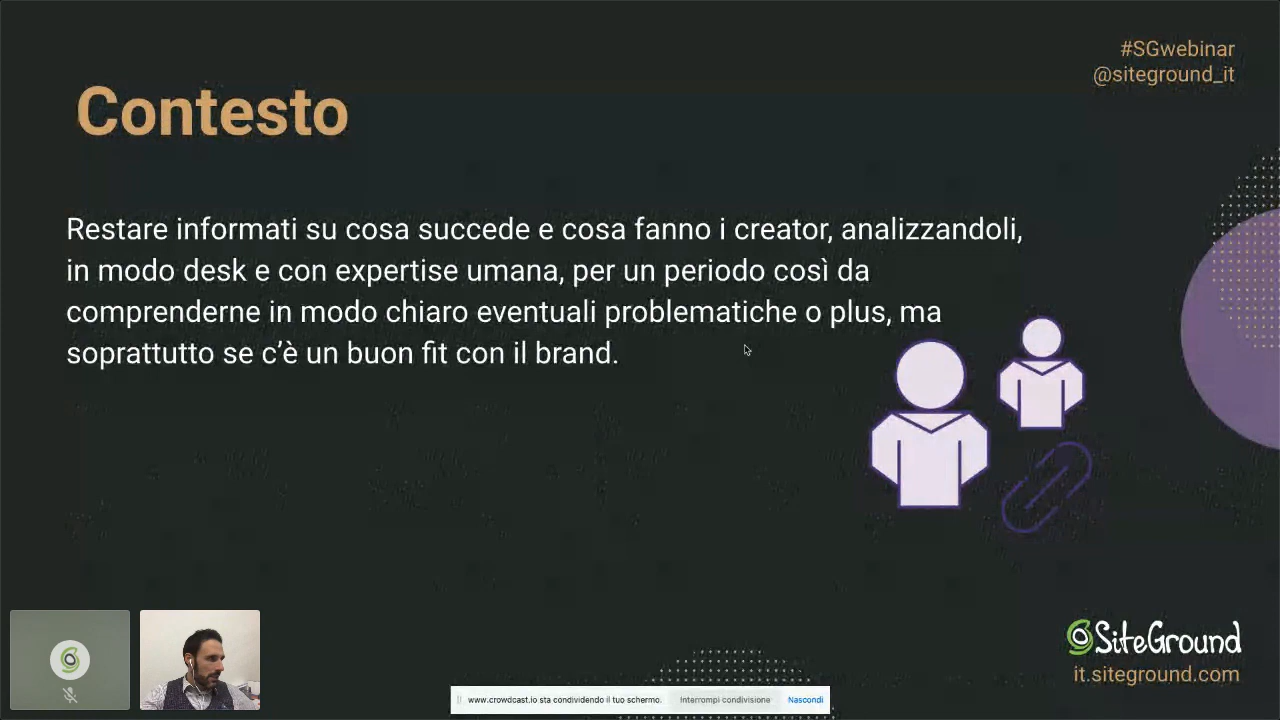 #SGwebinar
@siteground_it
Contesto
Restare informati su cosa succede e cosa fanno i creator, analizzandoli,
in modo desk e con expertise umana, per un periodo così da
comprenderne in modo chiaro eventuali problematiche o plus, ma
soprattutto se c’è un buon fit con il brand.
SiteGround
it.siteground.com
www.crowdcast.io sta condividendo il tuo schermo. Interrompi condivisione Nascondi